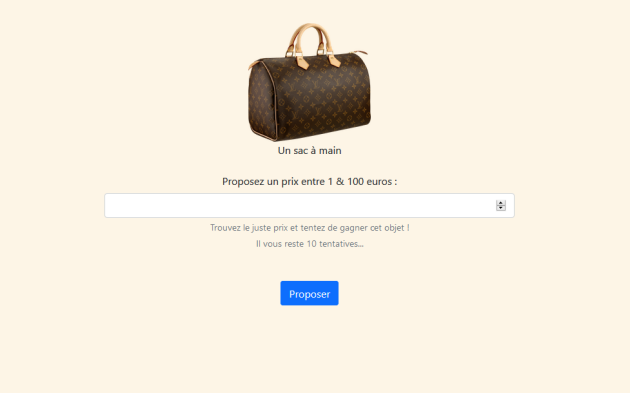 Un sac à main
Proposez un prix entre 1 & 100 euros :
Trouvez le juste prix et tentez de gagner cet objet !
Il vous reste 10 tentatives...
Proposer